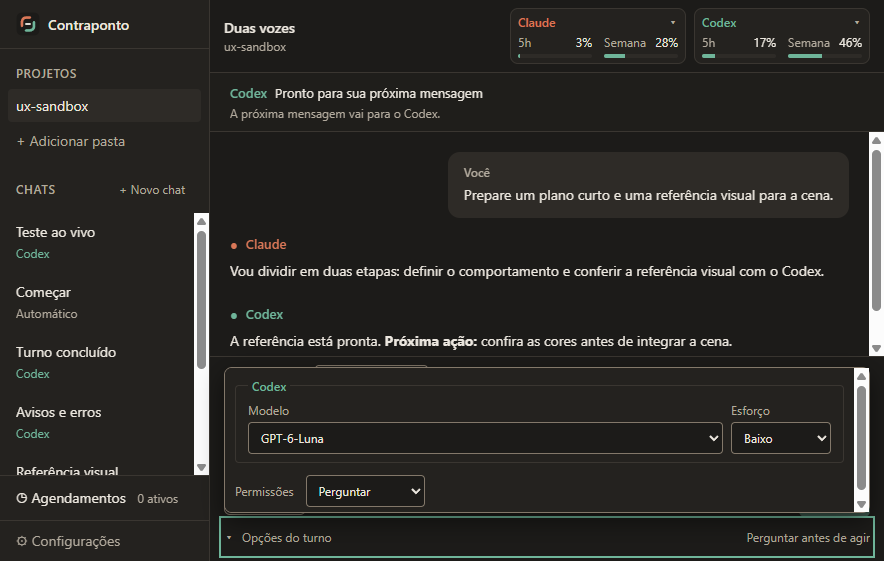 Contraponto
PROJETOS
ux-sandbox
+ Adicionar pasta
CHATS
+ Novo chat
Teste ao vivo
Codex
Começar
Automático
Turno concluído
Codex
Avisos e erros
Codex
Referência visual
Agendamentos 0 ativos
Configurações
Duas vozes
ux-sandbox
Claude
5h 3% Semana 28%
Codex
5h 17% Semana 46%
Codex Pronto para sua próxima mensagem
A próxima mensagem vai para o Codex.
Você
Prepare um plano curto e uma referência visual para a cena.
Claude
Vou dividir em duas etapas: definir o comportamento e conferir a referência visual com o Codex.
Codex
A referência está pronta. Próxima ação: confira as cores antes de integrar a cena.
Codex
Modelo
Esforço
GPT-6-Luna
Baixo
Permissões
Perguntar
Opções do turno
Perguntar antes de agir